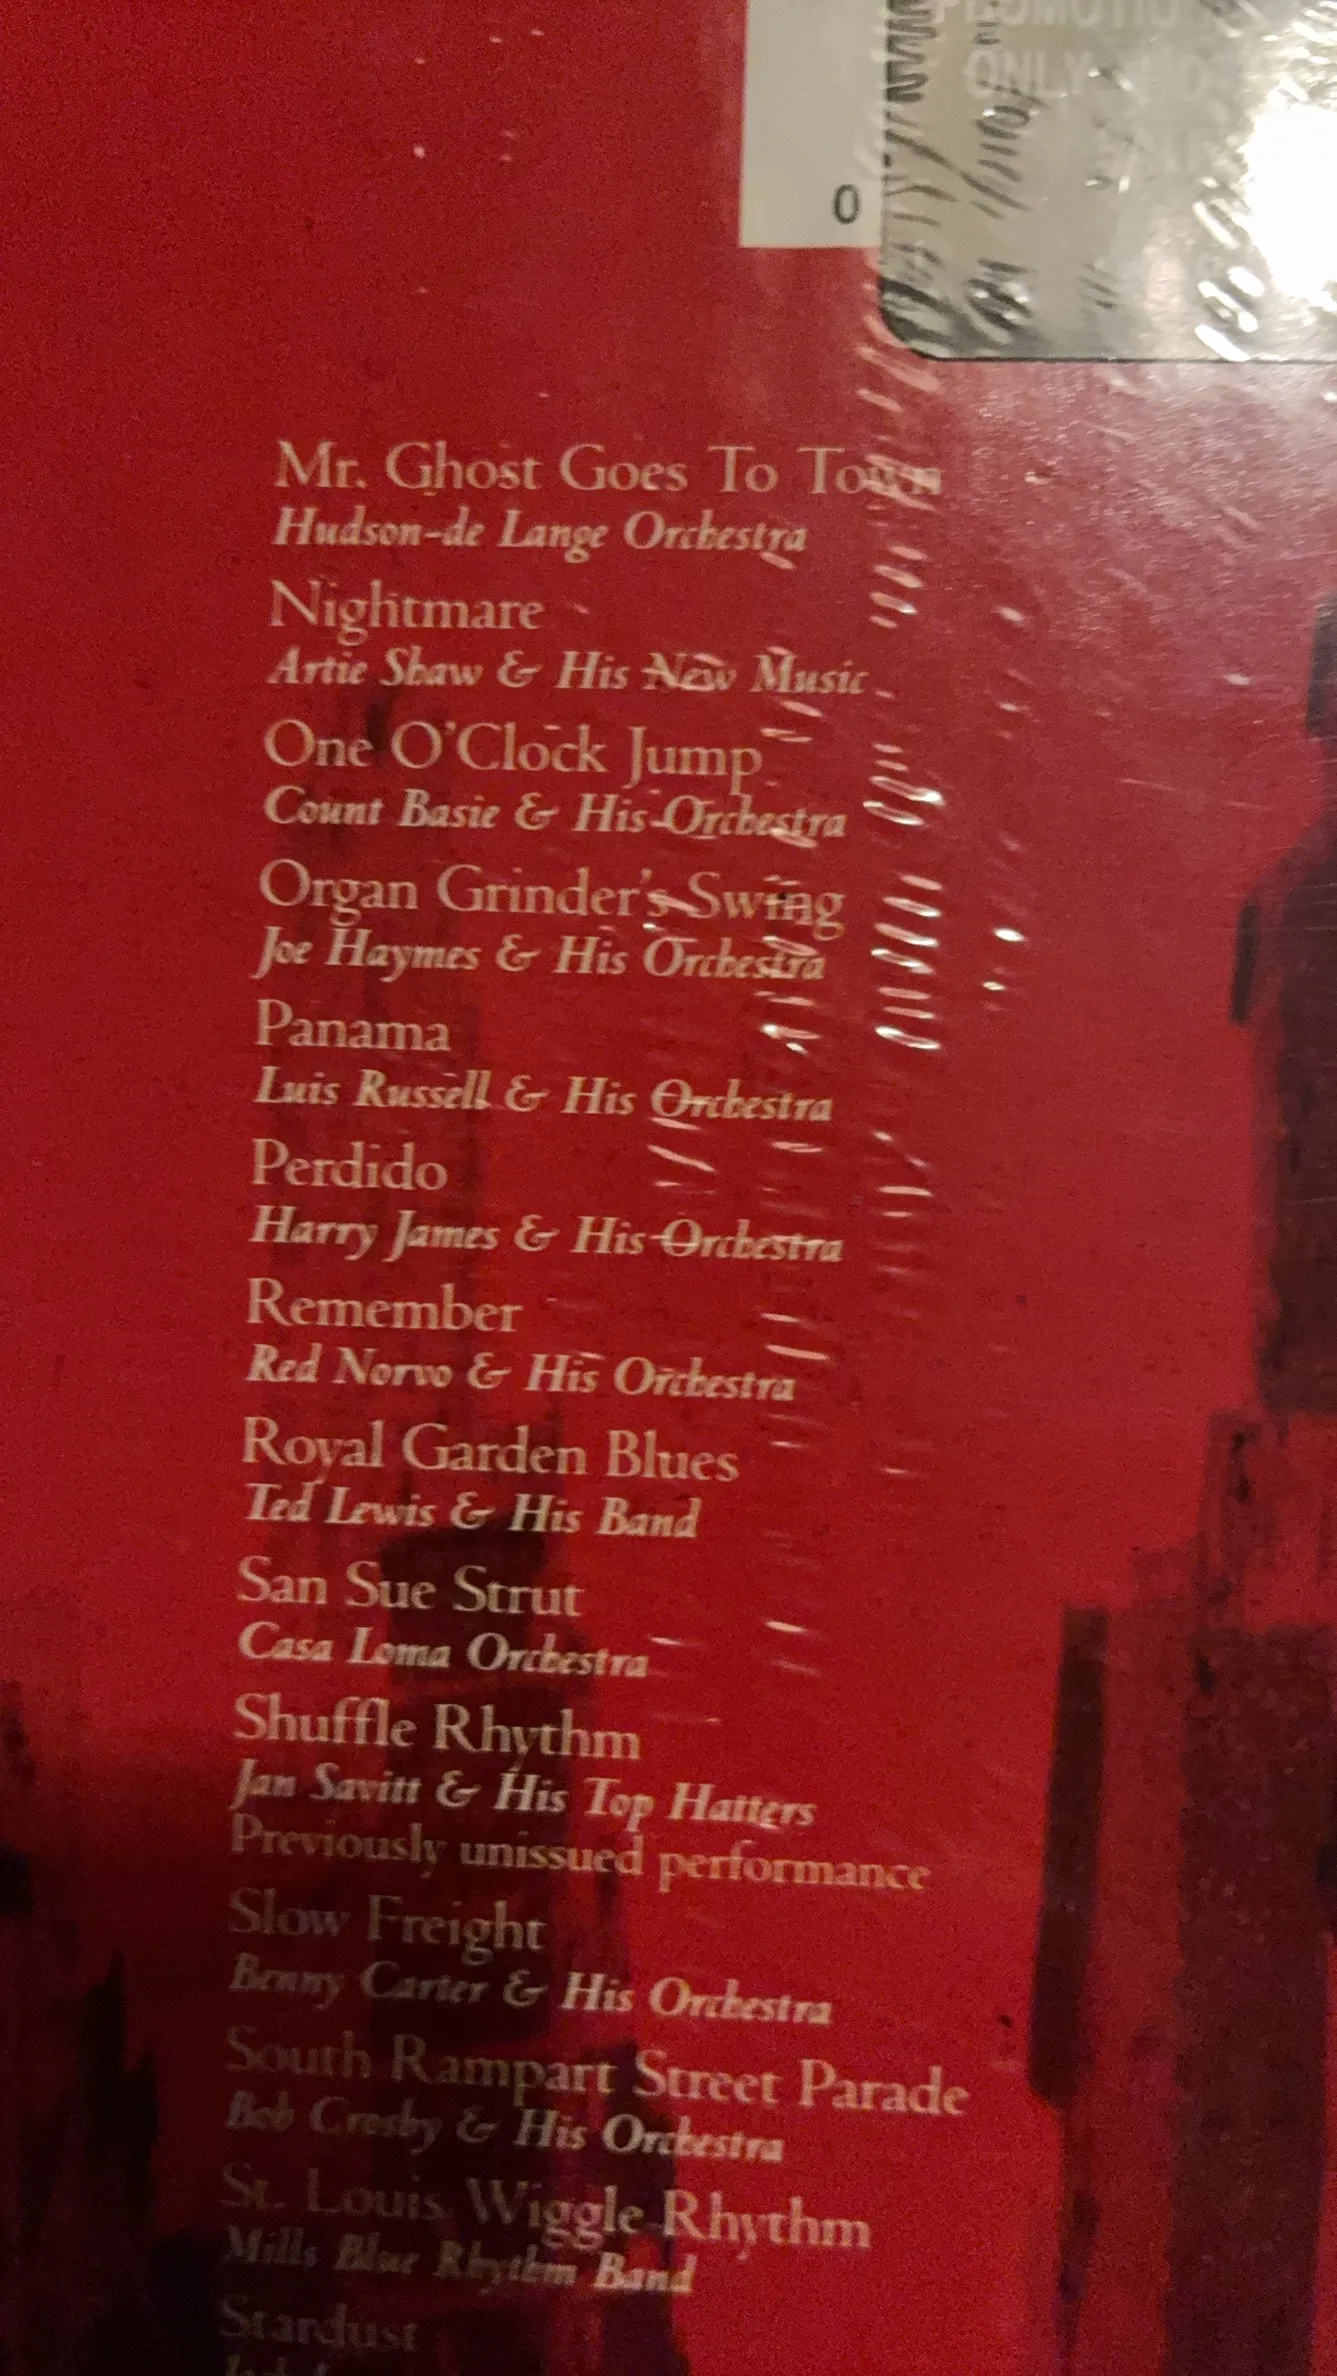 ONLY
0
Mr. Ghost Goes To Town
Hudson-de Lange Orchestra
Nightmare
Artie Shaw & His New Music
One O'Clock Jump
Count Basie & His Orchestra
Organ Grinder's Swing
Joe Haymes & His Orchestra
Panama
Luis Russell & His Orchestra
Perdido
Harry James & His Orchestra
Remember
Red Norvo & His Orchestra
Royal Garden Blues
Ted Lewis & His Band
San Sue Strut
Casa Loma Orchestra
Shuffle Rhythm
Jan Savitt & His Top Hatters
Previously unissued performance
Slow Freight
Benny Carter & His Orchestra
South Rampart Street Parade
Bob Crosby & His Orchestra
St. Louis Wiggle Rhythm
Mills Blue Rhythm Band
Stardust